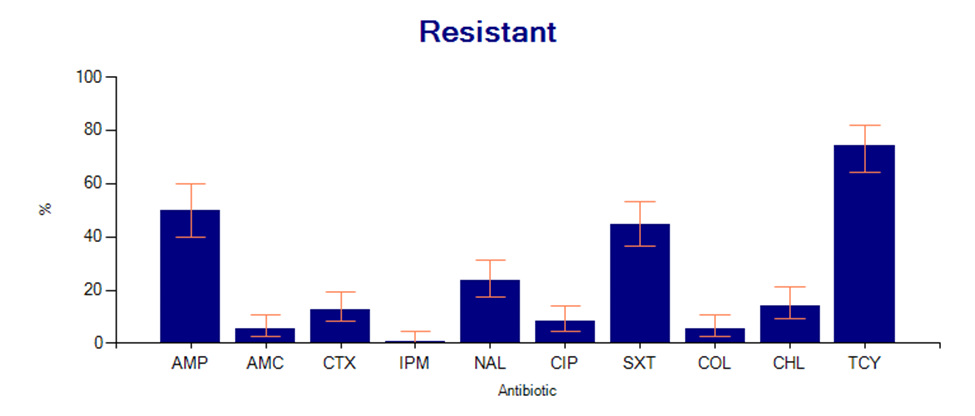 Resistant
100
80
60
40
20
0
%
AMP AMC CTX IPM NAL CIP SXT COL CHL TCY
Antibiotic